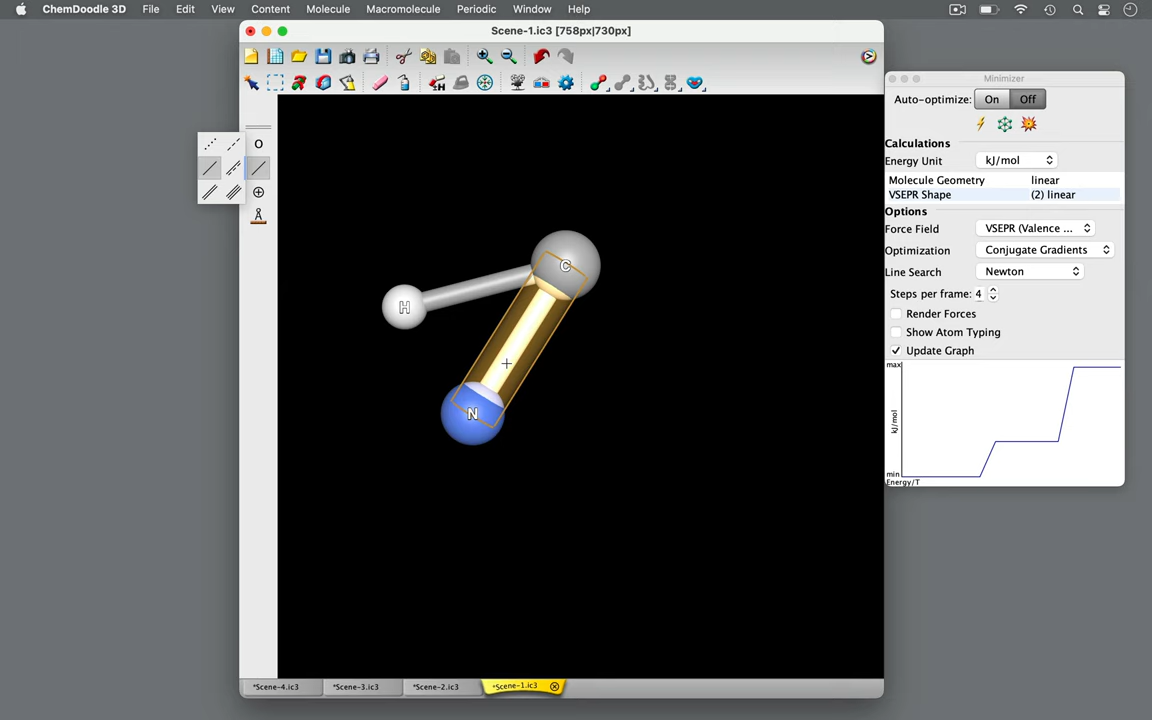 ChemDoodle 3D File Edit View Content Molecule Macromolecule Periodic Window Help
Scene-1.ic3 [758px|730px]
Minimizer
Auto-optimize: On Off
Calculations
Energy Unit kJ/mol
Molecule Geometry linear
VSEPR Shape (2) linear
Options
Force Field VSEPR (Valence ...
Optimization Conjugate Gradients
Line Search Newton
Steps per frame: 4
Render Forces
Show Atom Typing
Update Graph
max
kJ/mol
min
Energy/T
O
C
H
N
*Scene-4.ic3 *Scene-3.ic3 *Scene-2.ic3 *Scene-1.ic3